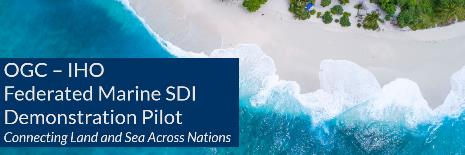 OGC – IHO
Federated Marine SDI
Demonstration Pilot
Connecting Land and Sea Across Nations